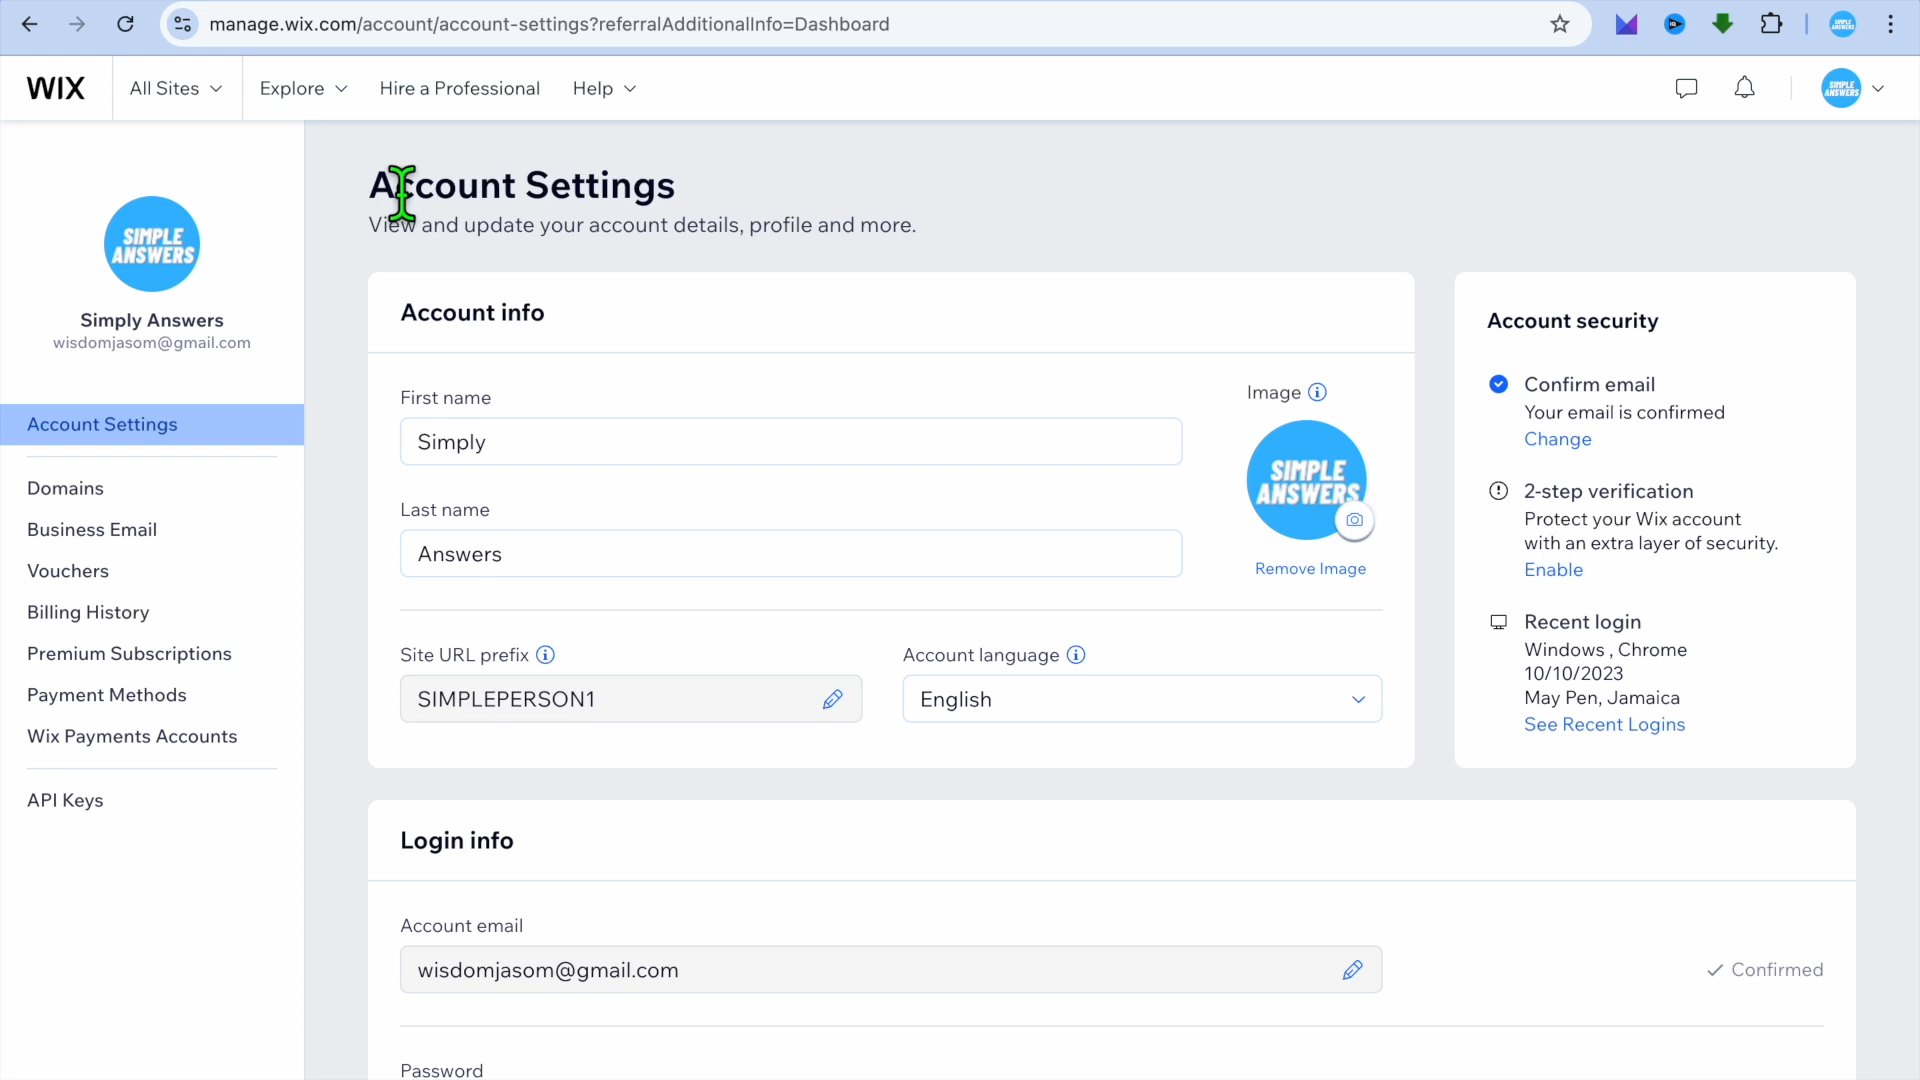 manage.wix.com/account/account-settings?referralAdditionalInfo=Dashboard
WIX
All Sites
Explore
Hire a Professional
Help
SIMPLE
ANSWERS
Simply Answers
wisdomjasom@gmail.com
Account Settings
Domains
Business Email
Vouchers
Billing History
Premium Subscriptions
Payment Methods
Wix Payments Accounts
API Keys
Account Settings
View and update your account details, profile and more.
Account info
First name
Simply
Last name
Answers
Image
SIMPLE
ANSWERS
Remove Image
Site URL prefix
SIMPLEPERSON1
Account language
English
Account security
Confirm email
Your email is confirmed
Change
2-step verification
Protect your Wix account
with an extra layer of security.
Enable
Recent login
Windows , Chrome
10/10/2023
May Pen, Jamaica
See Recent Logins
Login info
Account email
wisdomjasom@gmail.com
Confirmed
Password